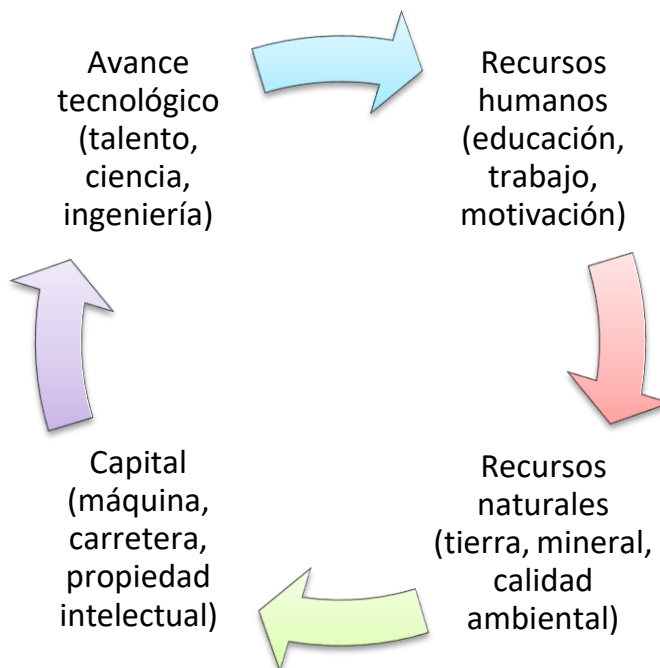 Avance
tecnológico
(talento,
ciencia,
ingeniería)
Recursos
humanos
(educación,
trabajo,
motivación)
Recursos
naturales
(tierra, mineral,
calidad
ambiental)
Capital
(máquina,
carretera,
propiedad
intelectual)